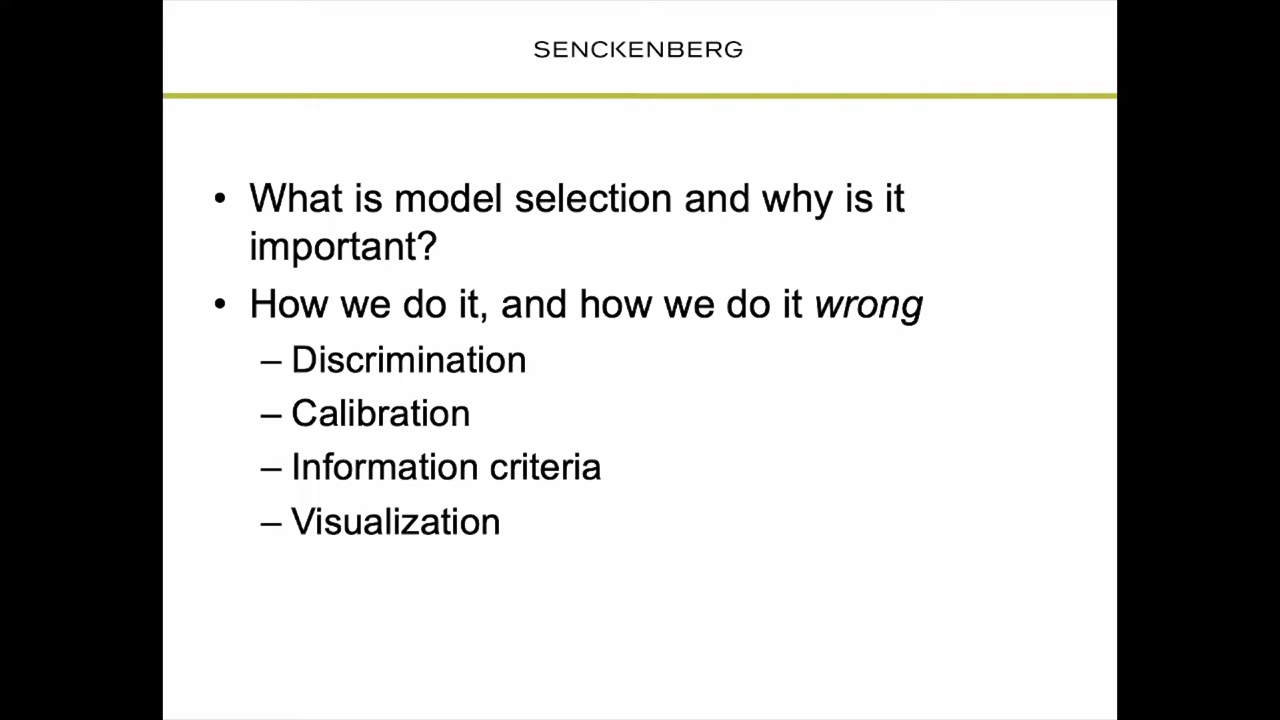 SENCKENBERG
• What is model selection and why is it
important?
• How we do it, and how we do it wrong
– Discrimination
– Calibration
– Information criteria
– Visualization